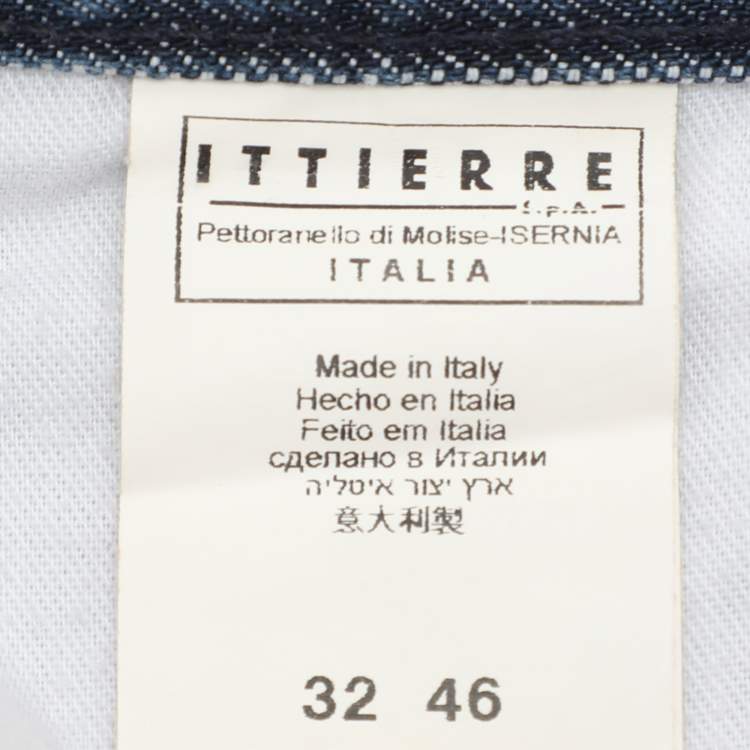 ITTIERRE
S.p.A.
Pettoranello di Molise-ISERNIA
ITALIA
Made in Italy
Hecho en Italia
Feito em Italia
сделано в Италии
ארץ יצור איטליה
意大利製
32 46